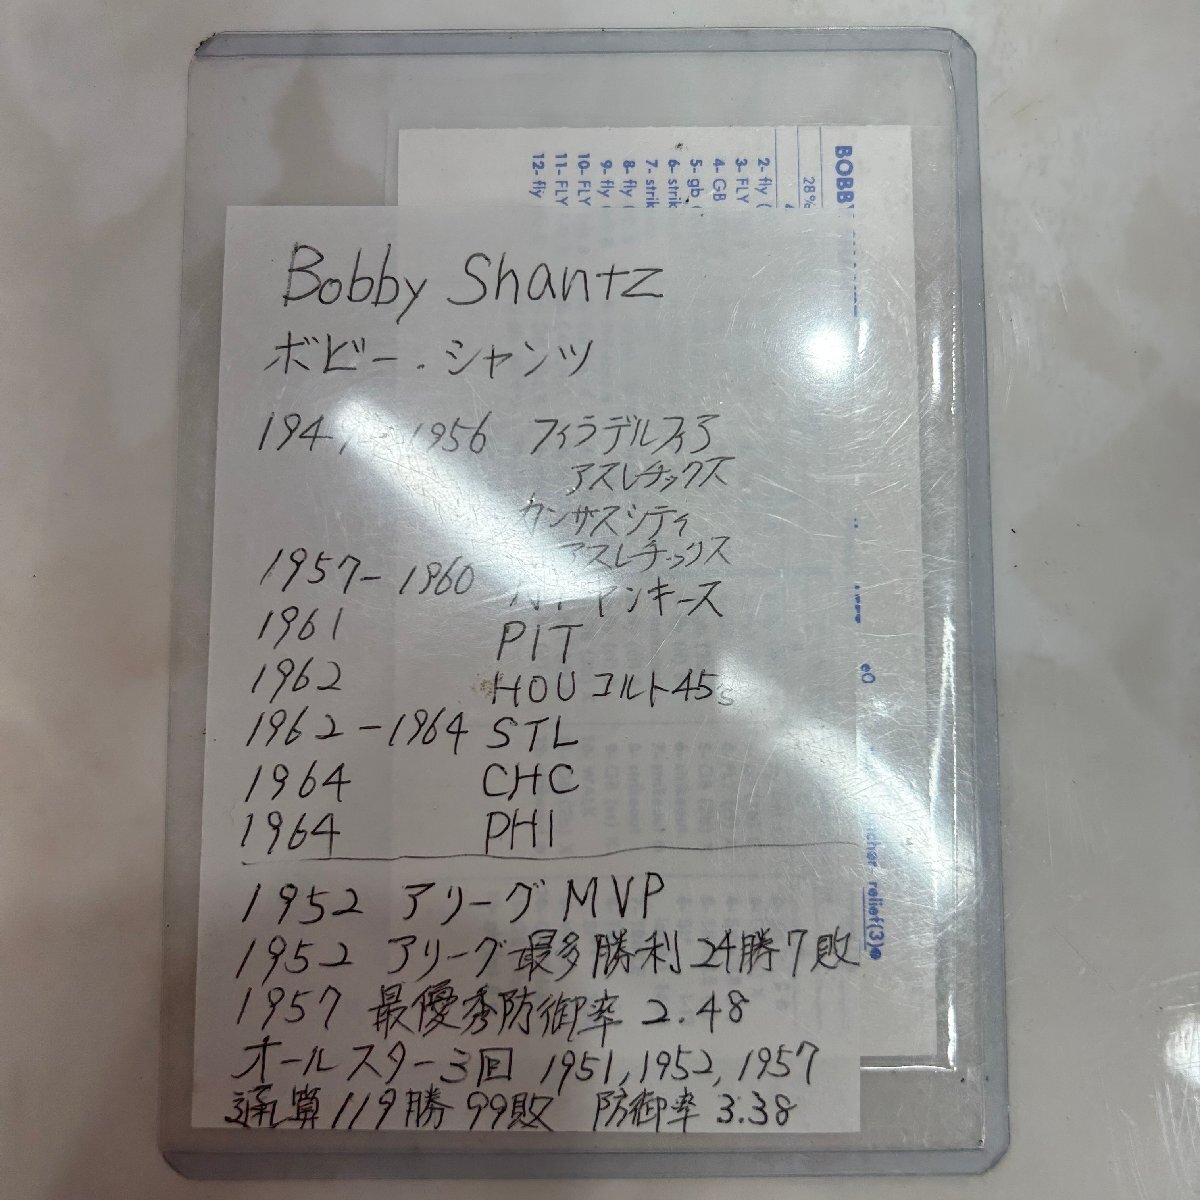 BOBBY
28%
2- fly (
3- FLY
4- GB
5- gb
6- strik
7- strik
8- fly (
9- fly (
10- FLY
11- FLY
12- fly
relief(3)●
e0
Bobby Shantz
ボビー．シャンツ
1949-1956 フィラデルフィア
アスレチックス
カンザスシティ
アスレチックス
1957-1960 NYヤンキース
1961 PIT
1962 HOU コルト45s
1962-1964 STL
1964 CHC
1964 PHI
1952 アリーグ MVP
1952 アリーグ最多勝利 24勝7敗
1957 最優秀防御率 2.48
オールスター3回 1951,1952,1957
通算119勝 99敗 防御率 3.38